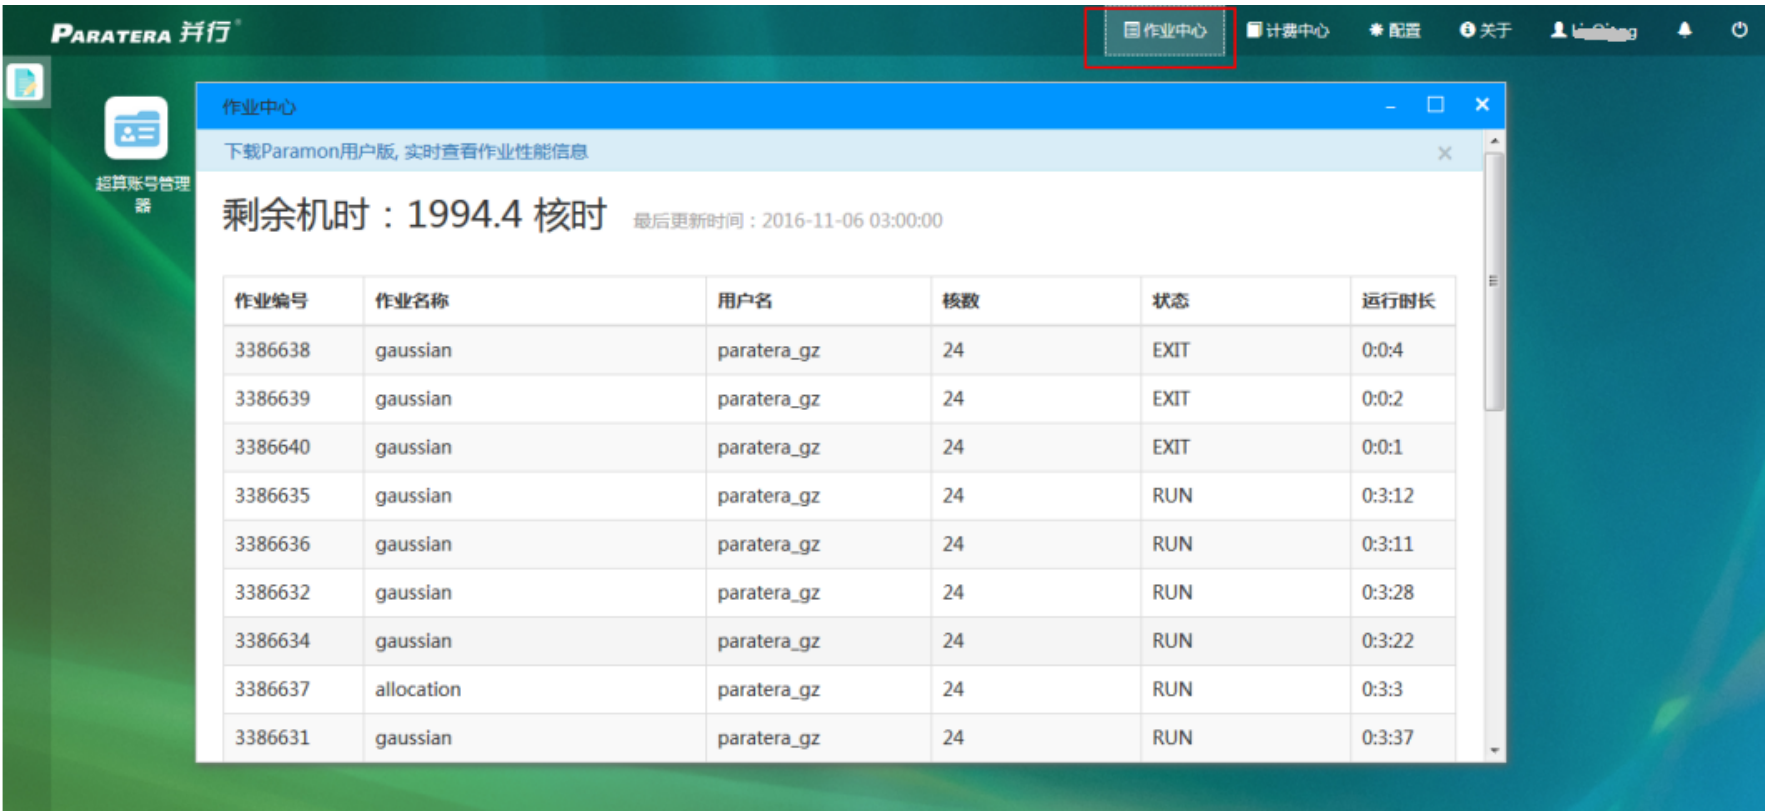 PARATERA 并行®
作业中心 计费中心 配置 关于
超算账号管理
器
作业中心
下载Paramon用户版, 实时查看作业性能信息
剩余机时：1994.4 核时 最后更新时间：2016-11-06 03:00:00
作业编号 作业名称 用户名 核数 状态 运行时长
3386638 gaussian paratera_gz 24 EXIT 0:0:4
3386639 gaussian paratera_gz 24 EXIT 0:0:2
3386640 gaussian paratera_gz 24 EXIT 0:0:1
3386635 gaussian paratera_gz 24 RUN 0:3:12
3386636 gaussian paratera_gz 24 RUN 0:3:11
3386632 gaussian paratera_gz 24 RUN 0:3:28
3386634 gaussian paratera_gz 24 RUN 0:3:22
3386637 allocation paratera_gz 24 RUN 0:3:3
3386631 gaussian paratera_gz 24 RUN 0:3:37